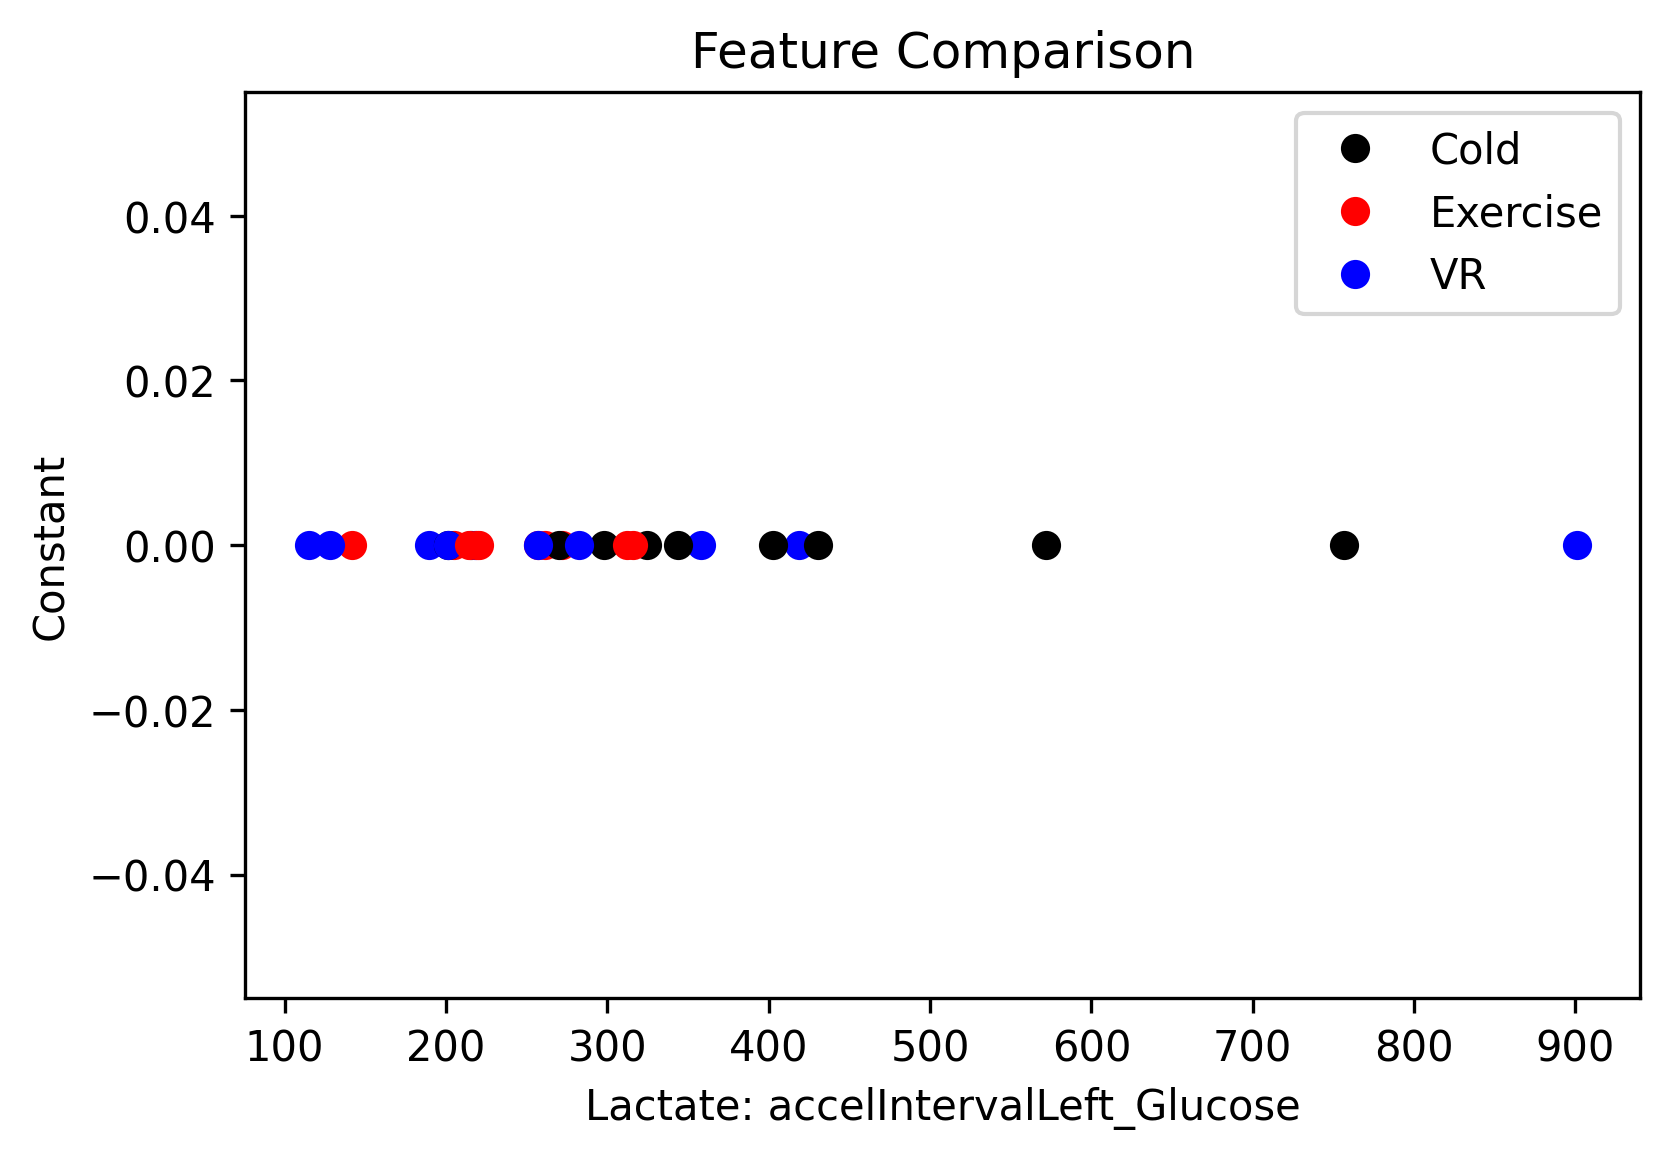 Feature Comparison
Cold
Exercise
VR
0.04
0.02
0.00
−0.02
−0.04
Constant
100 200 300 400 500 600 700 800 900
Lactate: accelIntervalLeft_Glucose